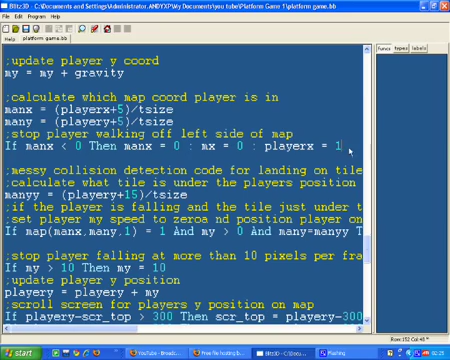 Blitz3D - C:\Documents and Settings\Administrator.ANDYXP\My Documents\you tube\Platform Game 1\platform game.bb
File Edit Program Help
Help platform game.bb
funcs types labels
;update player y coord
my = my + gravity
;calculate which map coord player is in
manx = (playerx+5)/tsize
many = (playery+5)/tsize
;stop player walking off left side of map
If manx < 0 Then manx = 0 : mx = 0 : playerx = 1
;messy collision detection code for landing on tile
;calculate what tile is under the players position
manyy = (playery+15)/tsize
;if the player is falling and the tile just under t
;set player my speed to zeroa nd position player on
If map(manx,many,1) = 1 And my > 0 And many=manyy T
;stop player falling at more than 10 pixels per fra
If my > 10 Then my = 10
;update player y position
playery = playery + my
;scroll screen for players y position on map
If playery-scr_top > 300 Then scr_top = playery-300
Row:152 Col:48
start
YouTube - Broadc...
Free file hosting b...
Blitz3D - C:\Docu...
Flashing